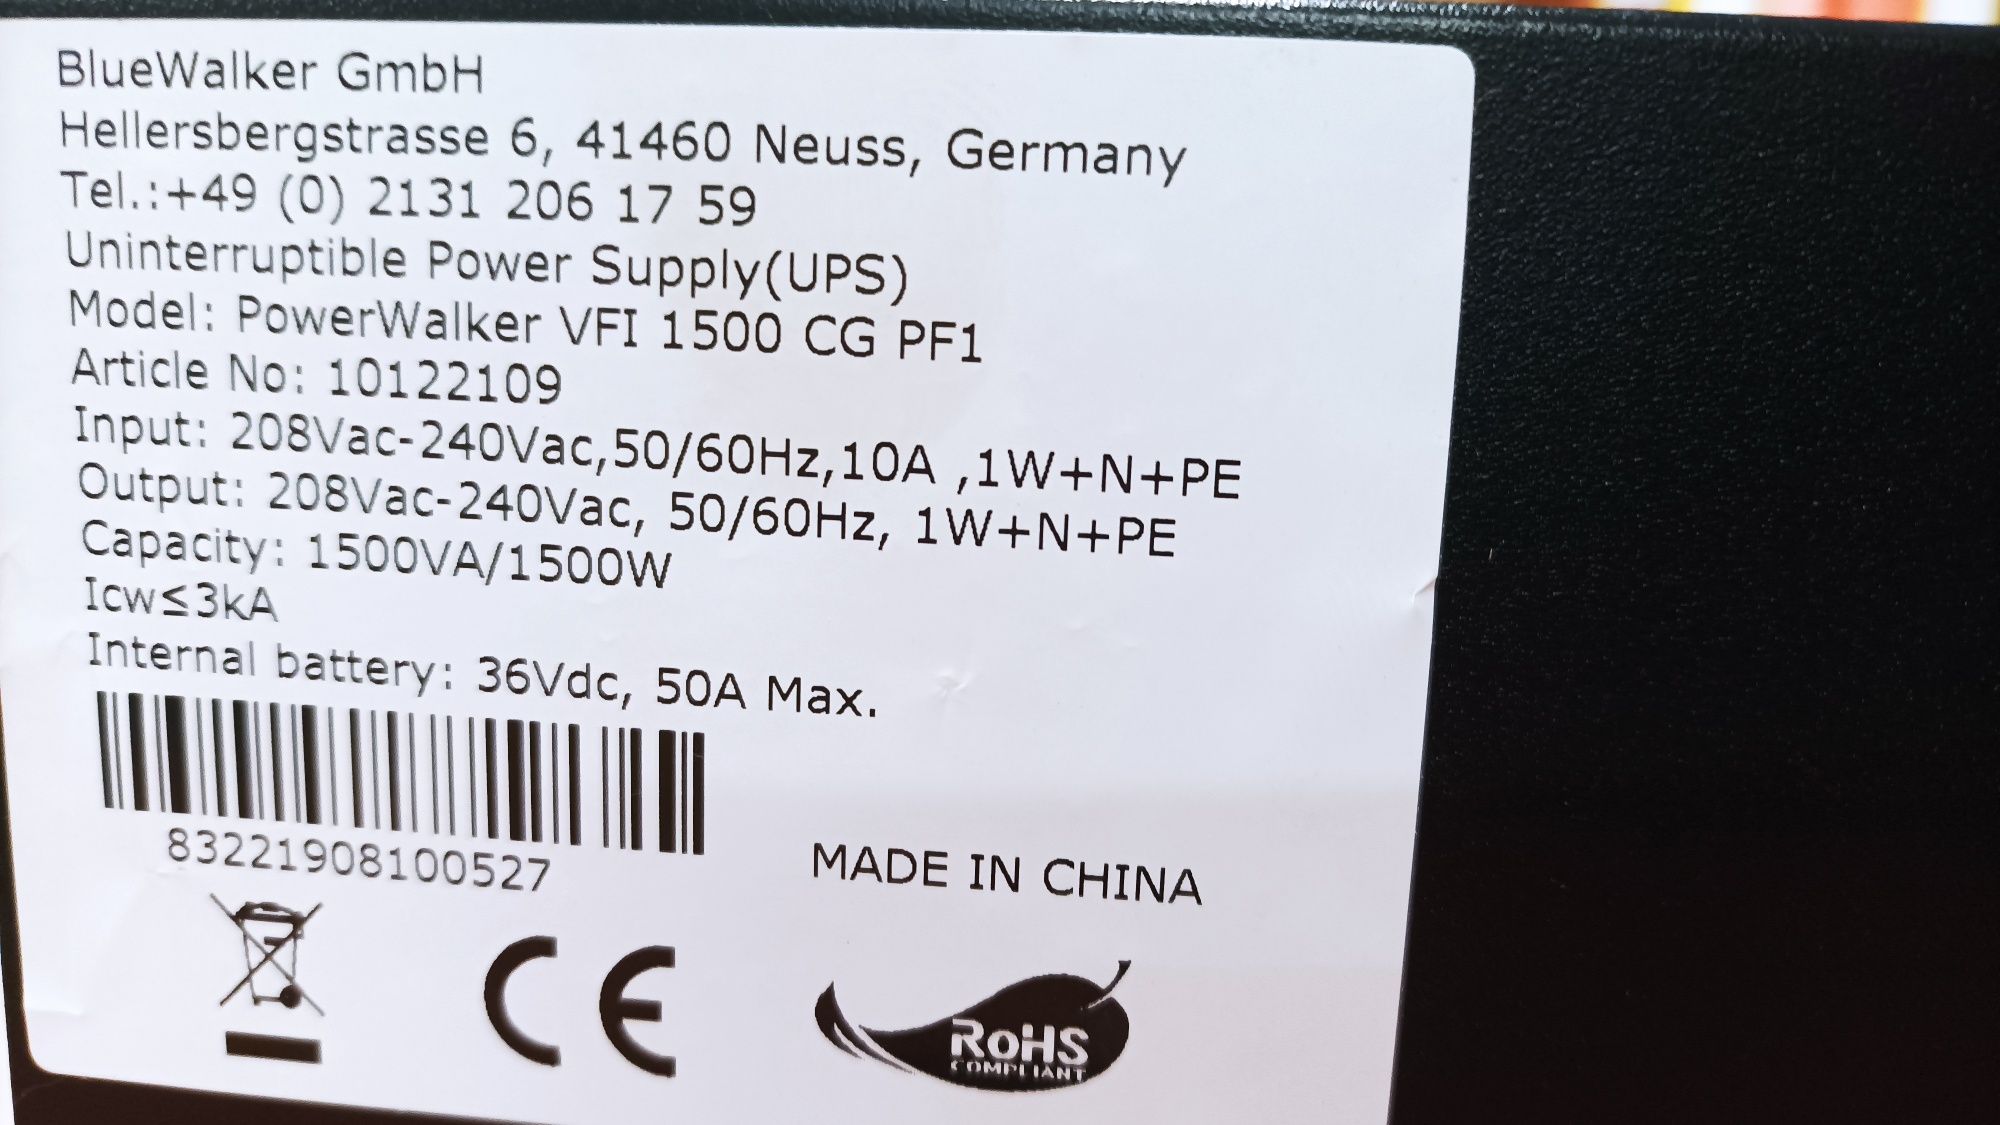 BlueWalker GmbH
Hellersbergstrasse 6, 41460 Neuss, Germany
Tel.:+49 (0) 2131 206 17 59
Uninterruptible Power Supply(UPS)
Model: PowerWalker VFI 1500 CG PF1
Article No: 10122109
Input: 208Vac-240Vac,50/60Hz,10A ,1W+N+PE
Output: 208Vac-240Vac, 50/60Hz, 1W+N+PE
Capacity: 1500VA/1500W
Icw≤3kA
Internal battery: 36Vdc, 50A Max.
83221908100527
MADE IN CHINA
CE
RoHS
COMPLIANT